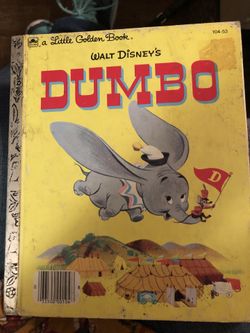 a Little Golden Book®
104-53
WALT DISNEY'S
DUMBO
D